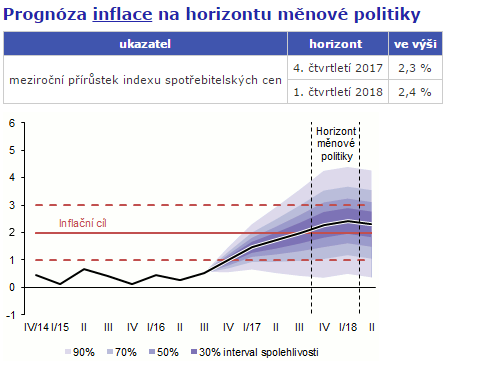 Prognóza inflace na horizontu měnové politiky
ukazatel horizont ve výši
meziroční přírůstek indexu spotřebitelských cen
4. čtvrtletí 2017 2,3 %
1. čtvrtletí 2018 2,4 %
6
Horizont
měnové
politiky
5
4
3
Inflační cíl
2
1
0
-1
IV/14 I/15 II III IV I/16 II III IV I/17 II III IV I/18 II
90% 70% 50% 30% interval spolehlivosti